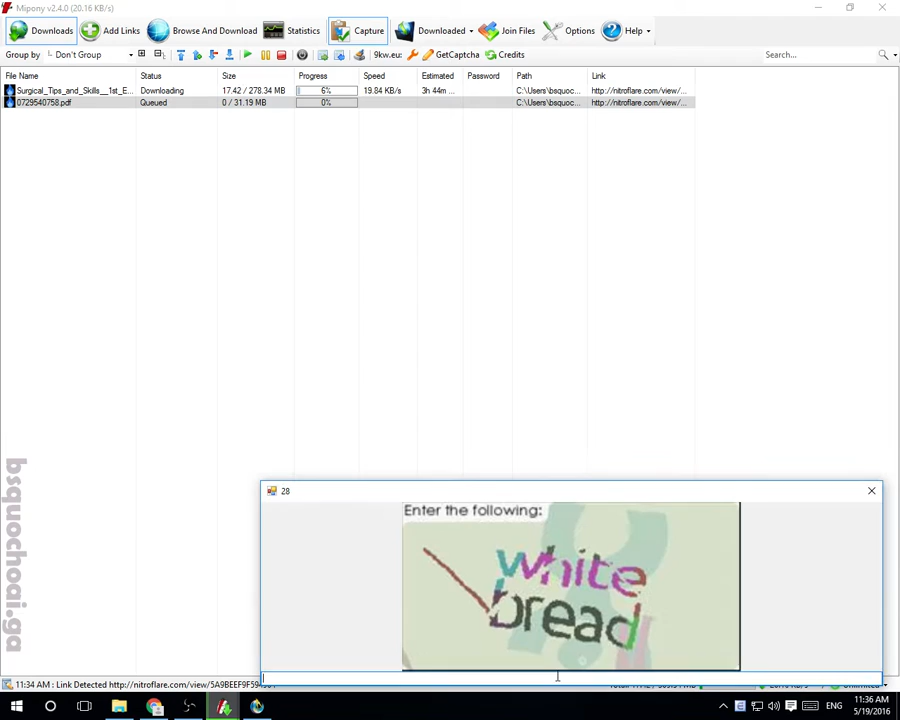 Mipony v2.4.0 (20.16 KB/s)
Downloads Add Links Browse And Download Statistics Capture Downloaded Join Files Options Help
Group by Don't Group 9kw.eu: GetCaptcha Credits Search...
File Name Status Size Progress Speed Estimated Password Path Link
Surgical_Tips_and_Skills__1st_E... Downloading 17.42 / 278.34 MB 6% 19.84 KB/s 3h 44m ... C:\Users\bsquoc... http://nitroflare.com/view/...
0729540758.pdf Queued 0 / 31.19 MB 0% C:\Users\bsquoc... http://nitroflare.com/view/...
bsquochoai.ga
28
Enter the following:
white
bread
11:34 AM : Link Detected http://nitroflare.com/view/5A9BEEF9F59
ENG 11:36 AM
5/19/2016